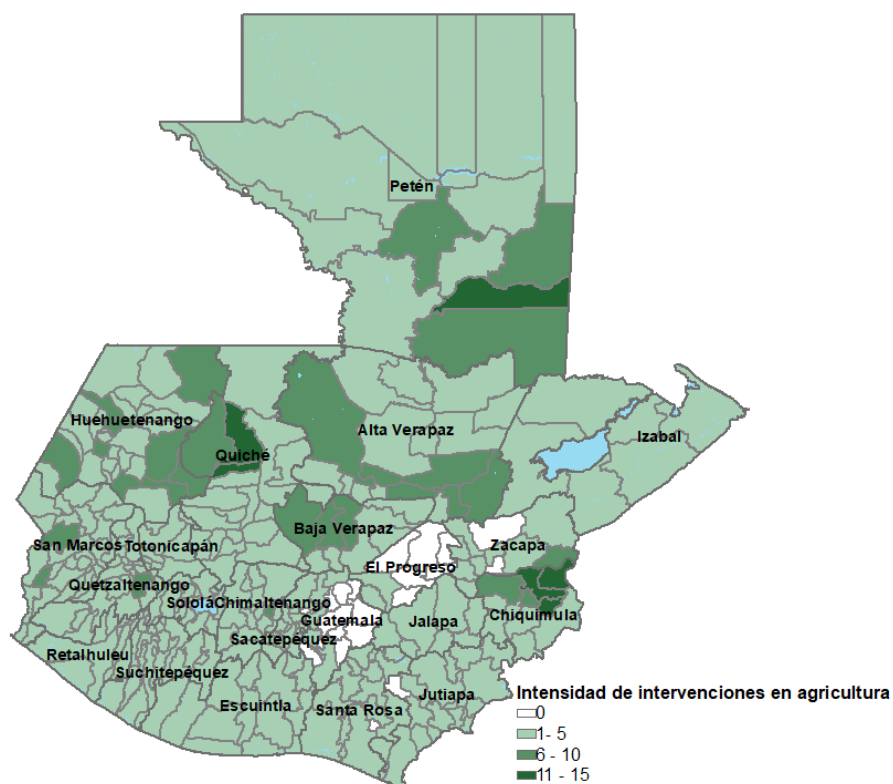 Petén
Huehuetenango
Alta Verapaz
Izabal
Quiché
Baja Verapaz
San Marcos
Totonicapán
Zacapa
El Progreso
Quetzaltenango
Sololá
Chimaltenango
Guatemala
Jalapa
Chiquimula
Sacatepéquez
Retalhuleu
Suchitepéquez
Escuintla
Santa Rosa
Jutiapa
Intensidad de intervenciones en agricultura
0
1- 5
6 - 10
11 - 15